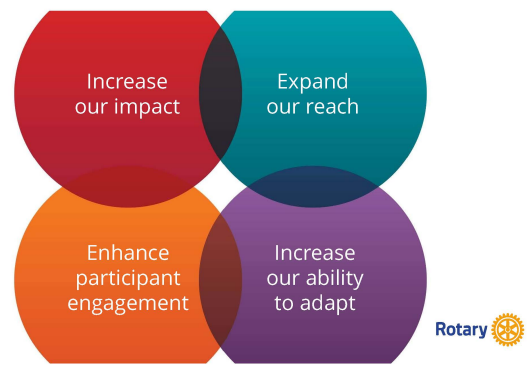 Increase
our impact
Expand
our reach
Enhance
participant
engagement
Increase
our ability
to adapt
Rotary